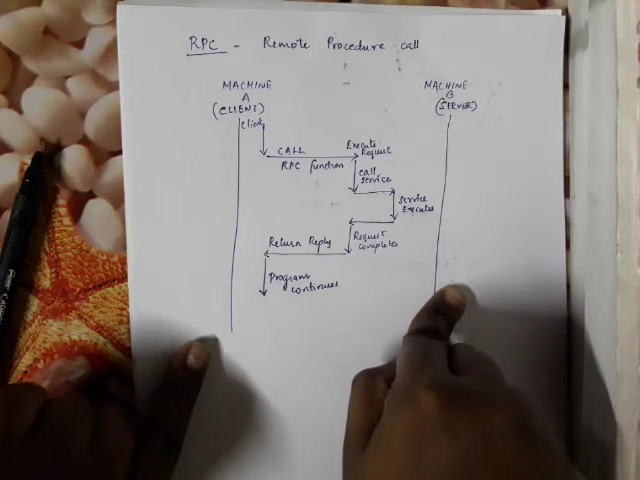 RPC - Remote Procedure call
MACHINE
A
(CLIENT)
MACHINE
B
(SERVER)
client
CALL
RPC function
Execute
Request
call
service
service
Executes
Request
completes
Return Reply
Program
continues